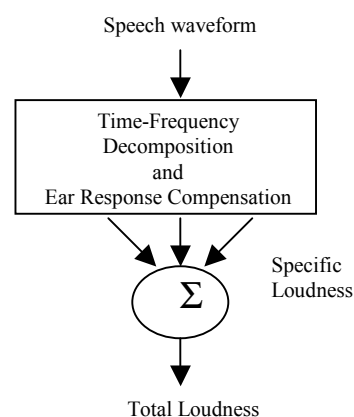 Speech waveform
Time-Frequency
Decomposition
and
Ear Response Compensation
Σ
Specific
Loudness
Total Loudness